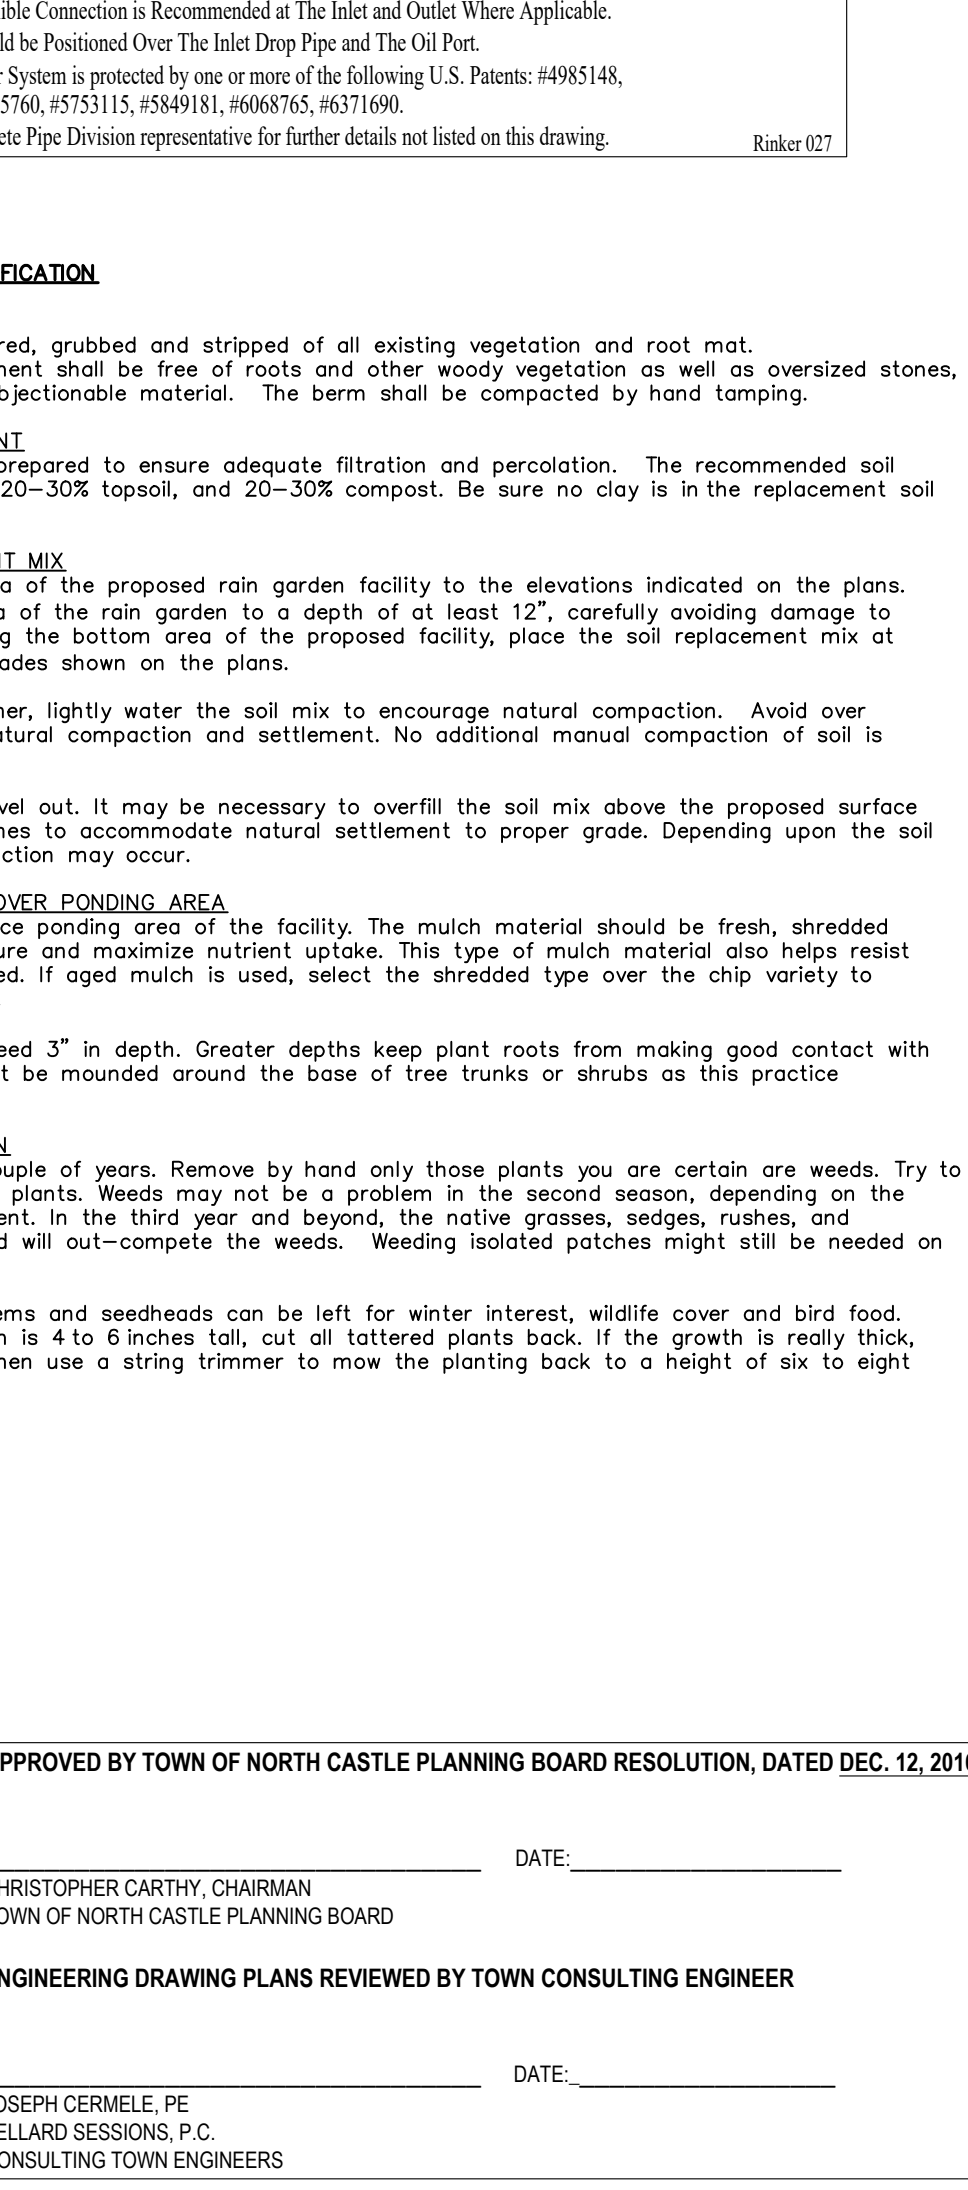 ible Connection is Recommended at The Inlet and Outlet Where Applicable.
ld be Positioned Over The Inlet Drop Pipe and The Oil Port.
r System is protected by one or more of the following U.S. Patents: #4985148,
5760, #5753115, #5849181, #6068765, #6371690.
ete Pipe Division representative for further details not listed on this drawing.
Rinker 027
FICATION
red, grubbed and stripped of all existing vegetation and root mat.
ment shall be free of roots and other woody vegetation as well as oversized stones,
bjectionable material. The berm shall be compacted by hand tamping.
NT
prepared to ensure adequate filtration and percolation. The recommended soil
20-30% topsoil, and 20-30% compost. Be sure no clay is in the replacement soil
NT MIX
a of the proposed rain garden facility to the elevations indicated on the plans.
a of the rain garden to a depth of at least 12”, carefully avoiding damage to
ng the bottom area of the proposed facility, place the soil replacement mix at
ades shown on the plans.
her, lightly water the soil mix to encourage natural compaction. Avoid over
atural compaction and settlement. No additional manual compaction of soil is
vel out. It may be necessary to overfill the soil mix above the proposed surface
hes to accommodate natural settlement to proper grade. Depending upon the soil
ction may occur.
OVER PONDING AREA
ce ponding area of the facility. The mulch material should be fresh, shredded
ure and maximize nutrient uptake. This type of mulch material also helps resist
ed. If aged mulch is used, select the shredded type over the chip variety to
eed 3” in depth. Greater depths keep plant roots from making good contact with
t be mounded around the base of tree trunks or shrubs as this practice
N
ouple of years. Remove by hand only those plants you are certain are weeds. Try to
plants. Weeds may not be a problem in the second season, depending on the
ent. In the third year and beyond, the native grasses, sedges, rushes, and
d will out-compete the weeds. Weeding isolated patches might still be needed on
ems and seedheads can be left for winter interest, wildlife cover and bird food.
h is 4 to 6 inches tall, cut all tattered plants back. If the growth is really thick,
hen use a string trimmer to mow the planting back to a height of six to eight
PPROVED BY TOWN OF NORTH CASTLE PLANNING BOARD RESOLUTION, DATED DEC. 12, 2016
DATE:
HRISTOPHER CARTHY, CHAIRMAN
OWN OF NORTH CASTLE PLANNING BOARD
NGINEERING DRAWING PLANS REVIEWED BY TOWN CONSULTING ENGINEER
DATE:
OSEPH CERMELE, PE
ELLARD SESSIONS, P.C.
ONSULTING TOWN ENGINEERS